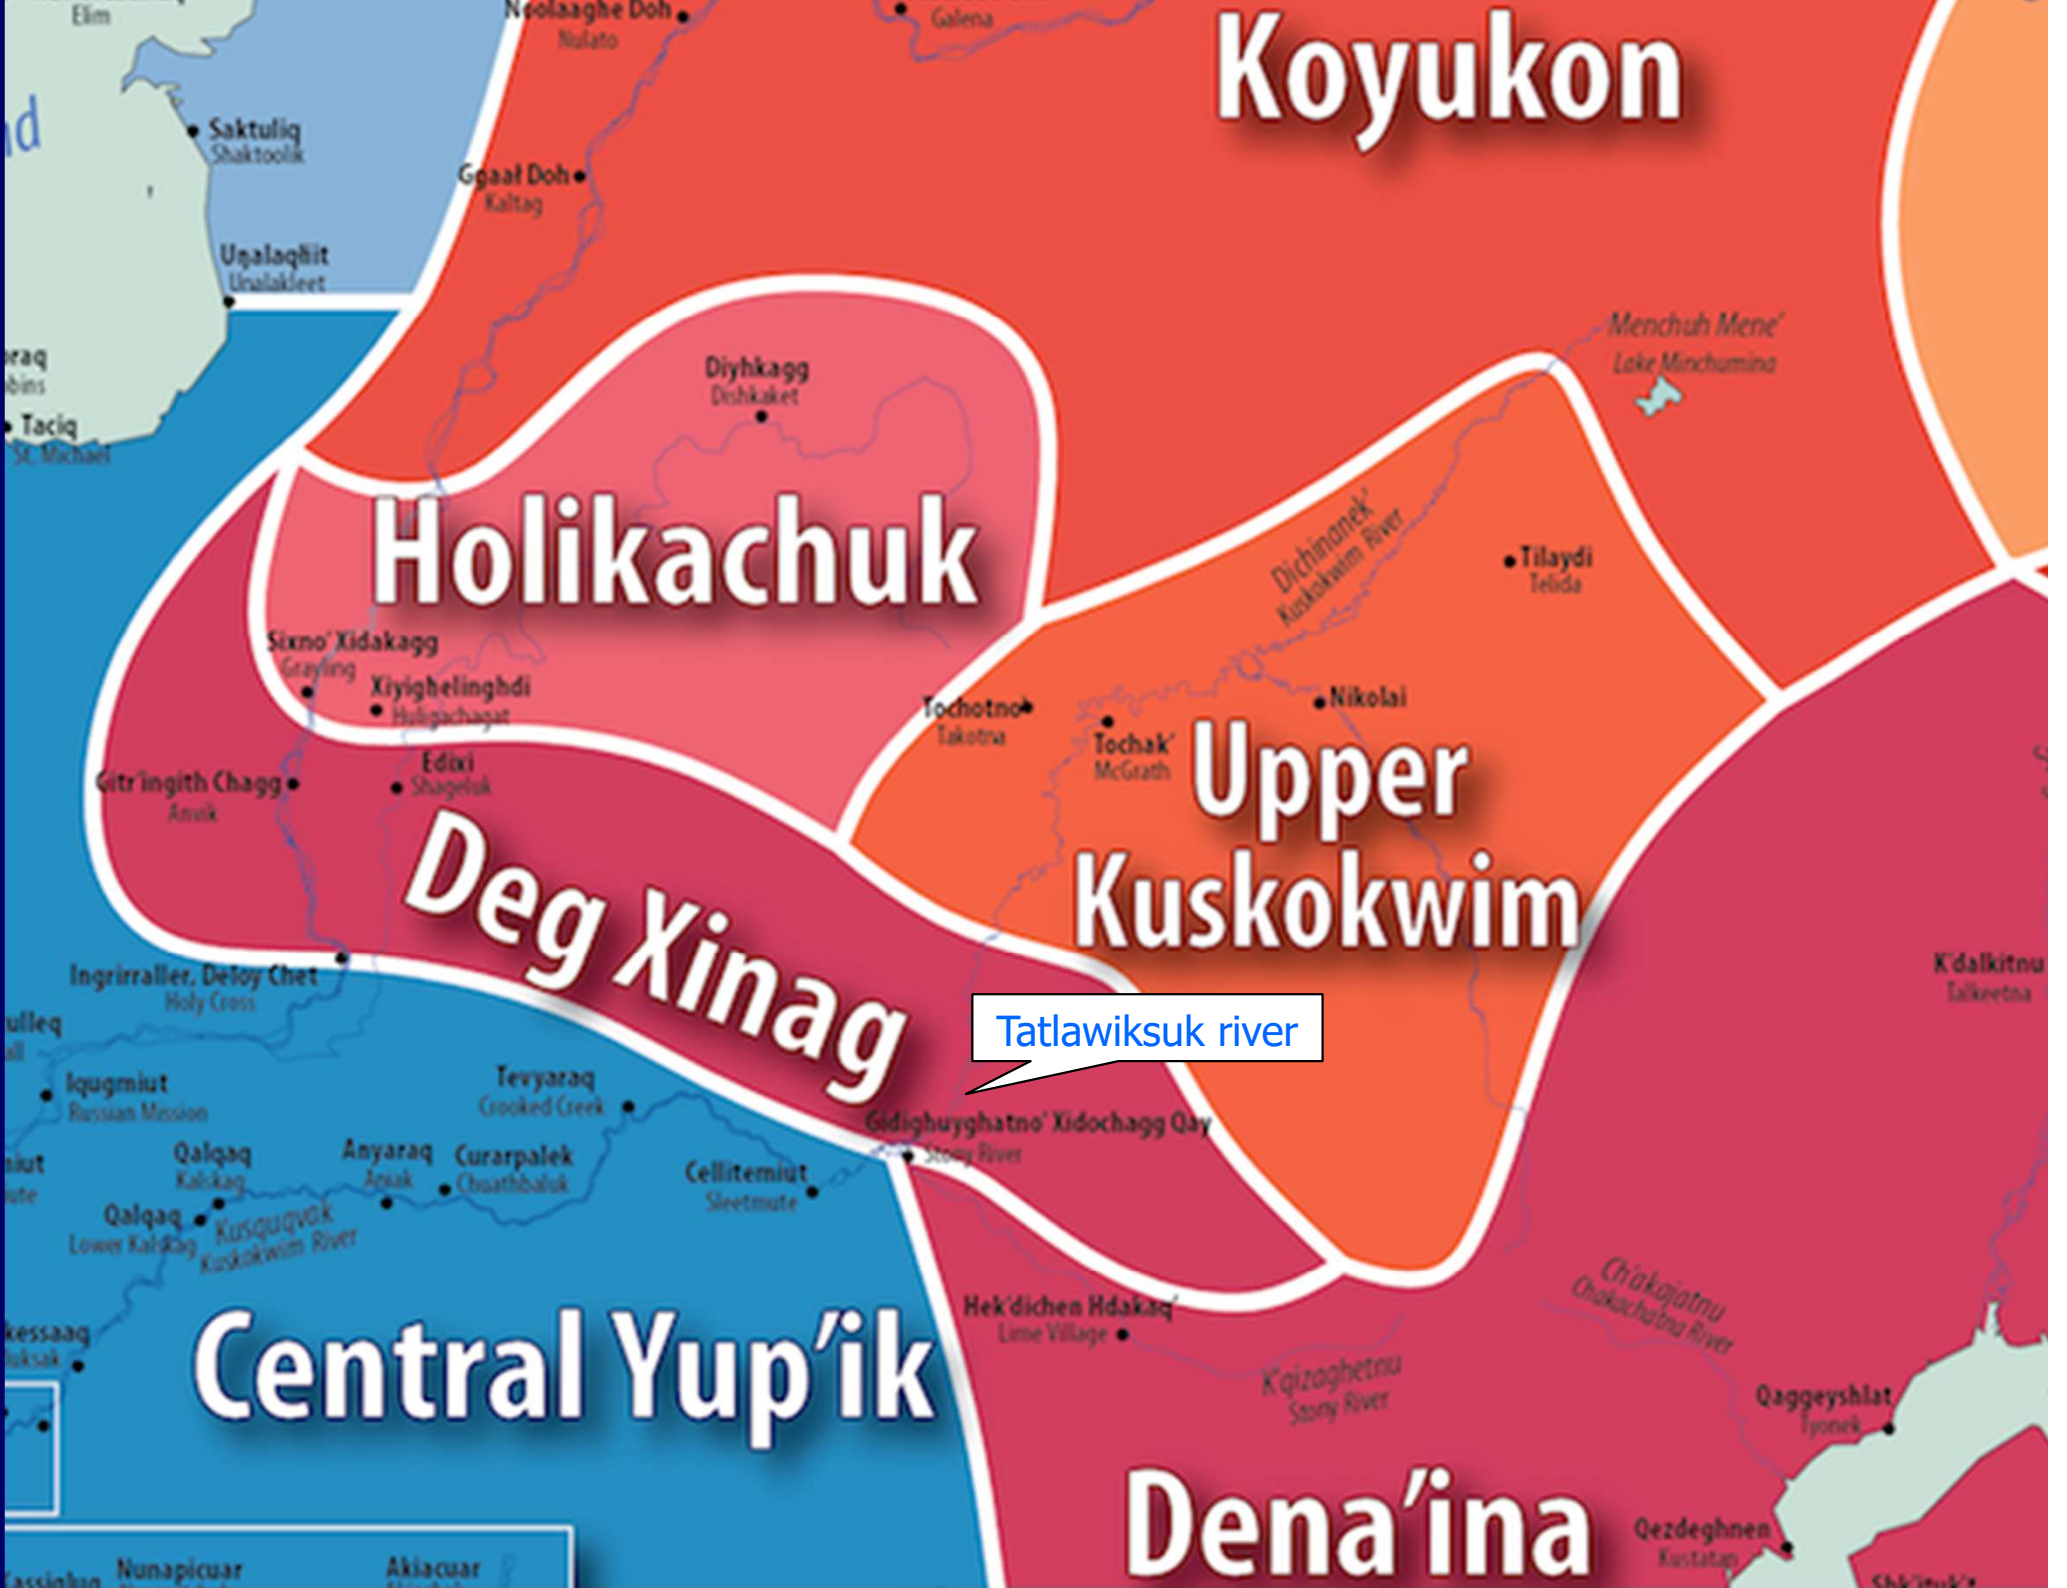 Elim
Noolaaghe Doh
Nulato
Galena
Koyukon
Saktuliq
Shaktoolik
Ggaał Doh
Kaltag
Uŋalaqłiit
Unalakleet
Menchuh Mene'
Lake Minchumina
Diyhkagg
Dishkaket
Taciq
St. Michael
Holikachuk
Dichinanek'
Kuskokwim River
Tilaydi
Telida
Sixno' Xidakagg
Grayling
Xiyighelinghdi
Huligachagat
Tochotno'
Takotna
Nikolai
Tochak'
McGrath
Upper
Kuskokwim
Edixi
Shageluk
Gitr'ingith Chagg
Anvik
Deg Xinag
Ingrirraller, Deloy Chet
Holy Cross
K'dalkitnu
Talkeetna
Tatlawiksuk river
Iqugmiut
Russian Mission
Tevyaraq
Crooked Creek
Gidighuyghatno' Xidochagg Qay
Stony River
Qalqaq
Kalskag
Anyaraq
Aniak
Curarpalek
Chuathbaluk
Cellitemiut
Sleetmute
Qalqaq
Lower Kalskag
Kusquqvak
Kuskokwim River
Hek'dichen Hdakaq'
Lime Village
Ch'akajatnu
Chakachatna River
Central Yup'ik
K'qizaghetnu
Stony River
Qaggeyshlat
Tyonek
Dena'ina
Qezdeghnen
Kustatan
Nunapicuar
Akiacuar